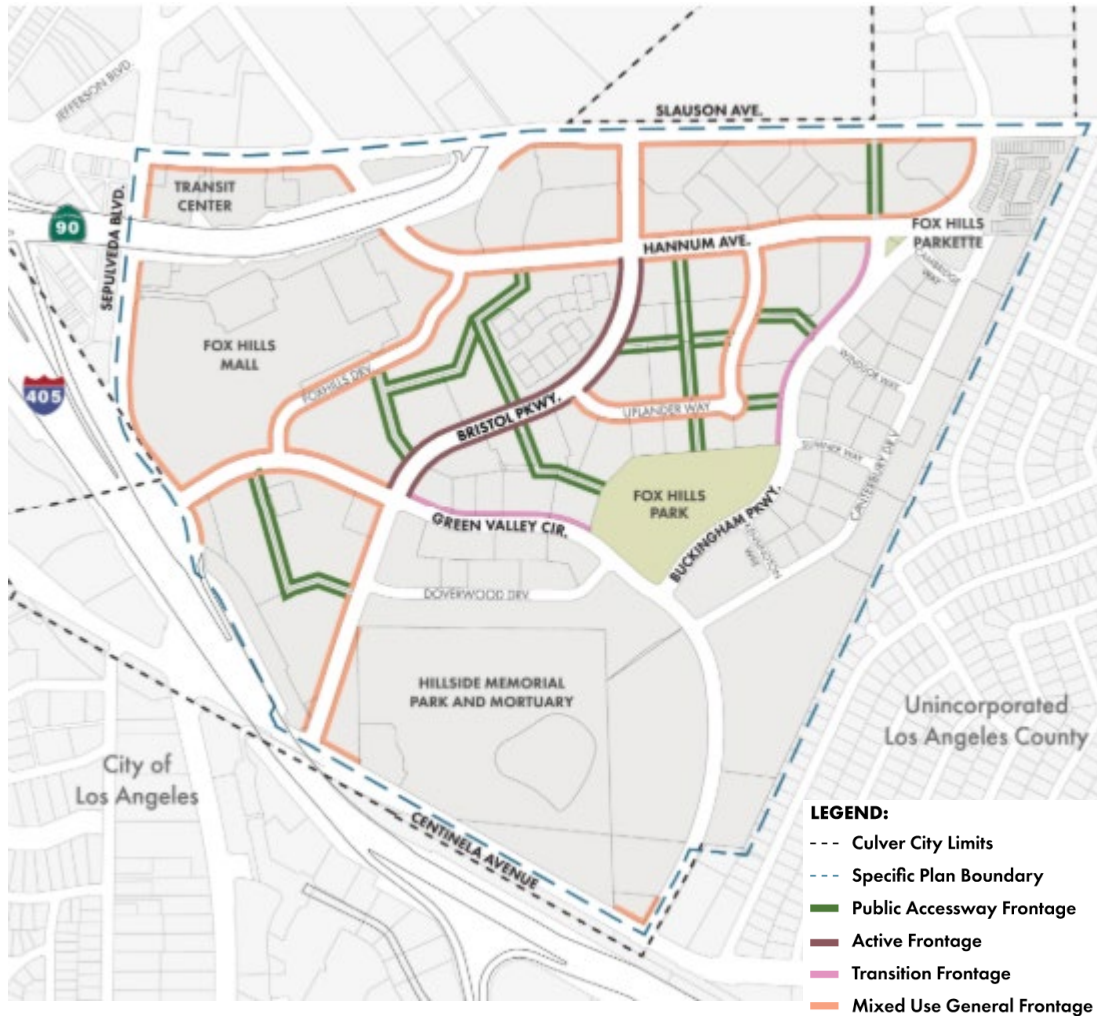 JEFFERSON BLVD.
SLAUSON AVE.
TRANSIT
CENTER
SEPULVEDA BLVD.
90
HANNUM AVE.
FOX HILLS
PARKETTE
CAMBRIDGE
WAY
FOX HILLS
MALL
405
FOXHILLS DRV
BRISTOL PKWY.
UPLANDER WAY
WINDSOR WAY
SUMNER WAY
CANTERBURY DR V
FOX HILLS
PARK
BUCKINGHAM PKWY.
GREEN VALLEY CIR.
DOVERWOOD DRV
HILLSIDE MEMORIAL
PARK AND MORTUARY
City of
Los Angeles
Unincorporated
Los Angeles County
CENTINELA AVENUE
LEGEND:
Culver City Limits
Specific Plan Boundary
Public Accessway Frontage
Active Frontage
Transition Frontage
Mixed Use General Frontage